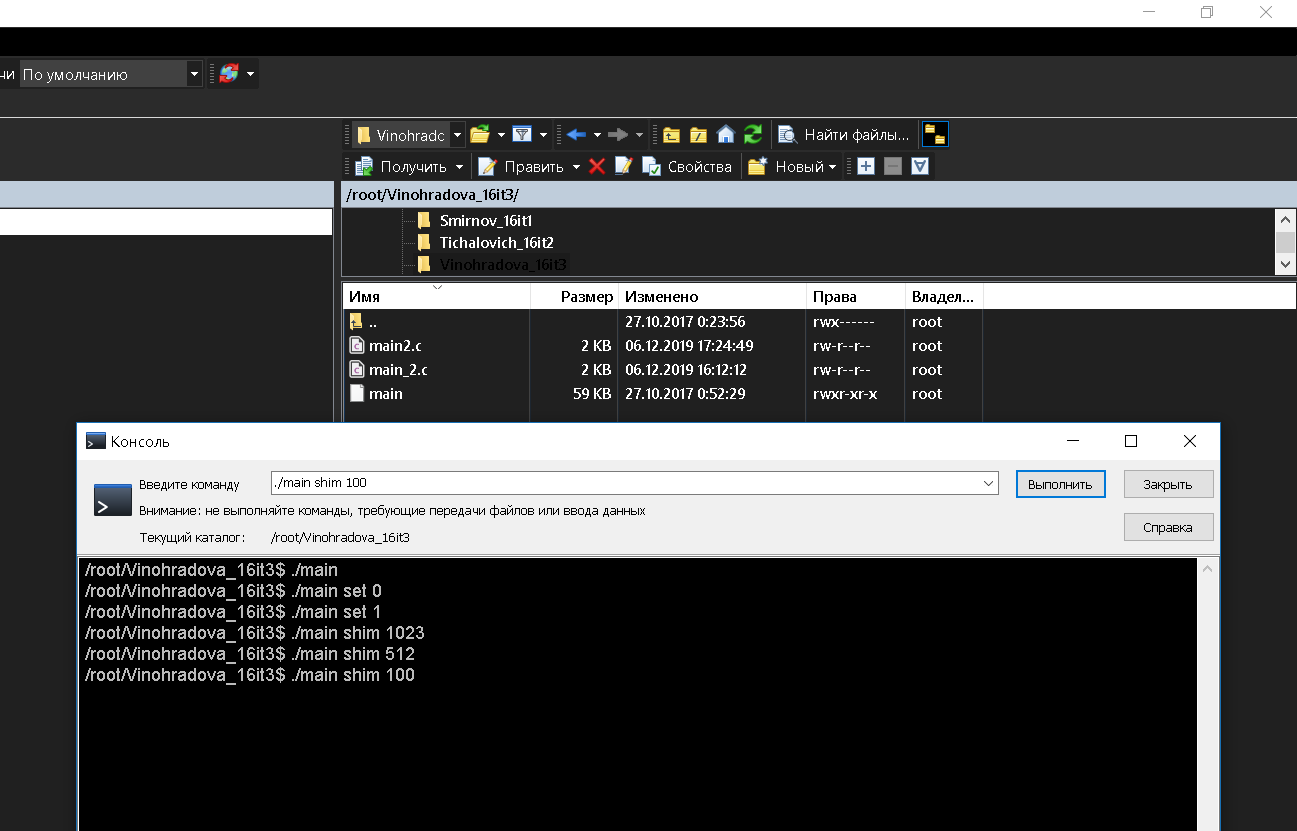 чи По умолчанию
Vinohradc Найти файлы...
Получить Править Свойства Новый
/root/Vinohradova_16it3/
Smirnov_16it1
Tichalovich_16it2
Vinohradova_16it3
Имя Размер Изменено Права Владел...
.. 27.10.2017 0:23:56 rwx------ root
main2.c 2 KB 06.12.2019 17:24:49 rw-r--r-- root
main_2.c 2 KB 06.12.2019 16:12:12 rw-r--r-- root
main 59 KB 27.10.2017 0:52:29 rwxr-xr-x root
Консоль
Введите команду ./main shim 100 Выполнить Закрыть
Внимание: не выполняйте команды, требующие передачи файлов или ввода данных
Текущий каталог: /root/Vinohradova_16it3 Справка
/root/Vinohradova_16it3$ ./main
/root/Vinohradova_16it3$ ./main set 0
/root/Vinohradova_16it3$ ./main set 1
/root/Vinohradova_16it3$ ./main shim 1023
/root/Vinohradova_16it3$ ./main shim 512
/root/Vinohradova_16it3$ ./main shim 100